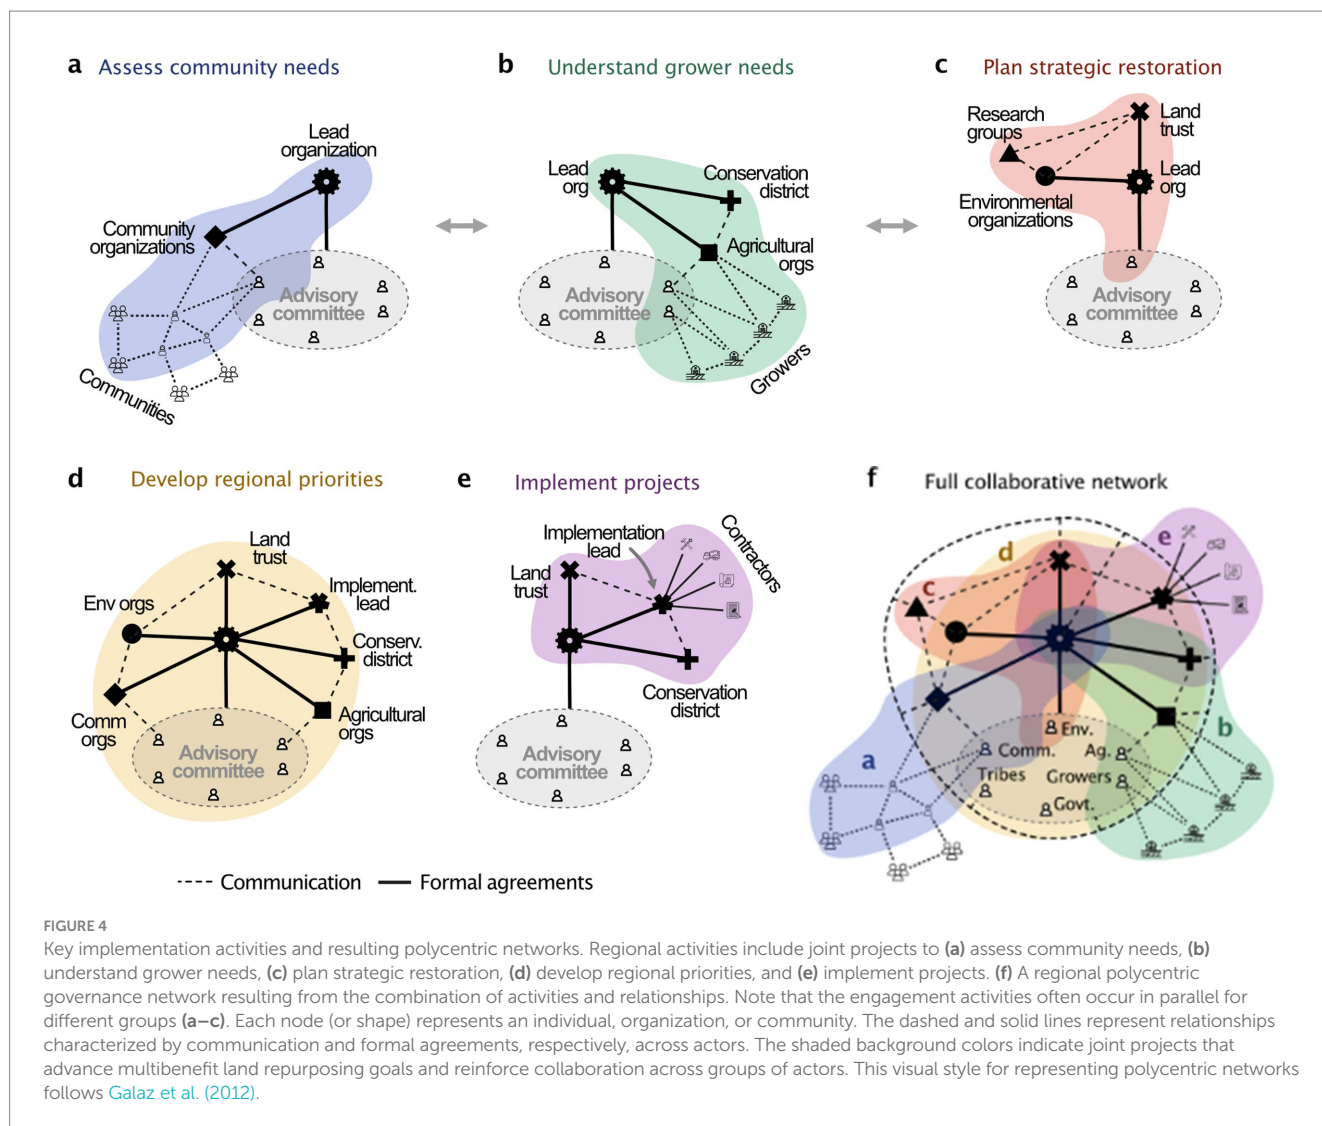 a Assess community needs
Lead
organization
Community
organizations
Advisory
committee
Communities
b Understand grower needs
Lead
org
Conservation
district
Agricultural
orgs
Advisory
committee
Growers
c Plan strategic restoration
Research
groups
Land
trust
Lead
org
Environmental
organizations
Advisory
committee
d Develop regional priorities
Land
trust
Implement.
lead
Env orgs
Conserv.
district
Comm
orgs
Agricultural
orgs
Advisory
committee
e Implement projects
Implementation
lead
Contractors
Land
trust
Conservation
district
Advisory
committee
f Full collaborative network
d
e
c
b
a
Env.
Comm.
Ag.
Tribes
Growers
Govt.
Communication
Formal agreements
FIGURE 4
Key implementation activities and resulting polycentric networks. Regional activities include joint projects to (a) assess community needs, (b)
understand grower needs, (c) plan strategic restoration, (d) develop regional priorities, and (e) implement projects. (f) A regional polycentric
governance network resulting from the combination of activities and relationships. Note that the engagement activities often occur in parallel for
different groups (a–c). Each node (or shape) represents an individual, organization, or community. The dashed and solid lines represent relationships
characterized by communication and formal agreements, respectively, across actors. The shaded background colors indicate joint projects that
advance multibenefit land repurposing goals and reinforce collaboration across groups of actors. This visual style for representing polycentric networks
follows Galaz et al. (2012).